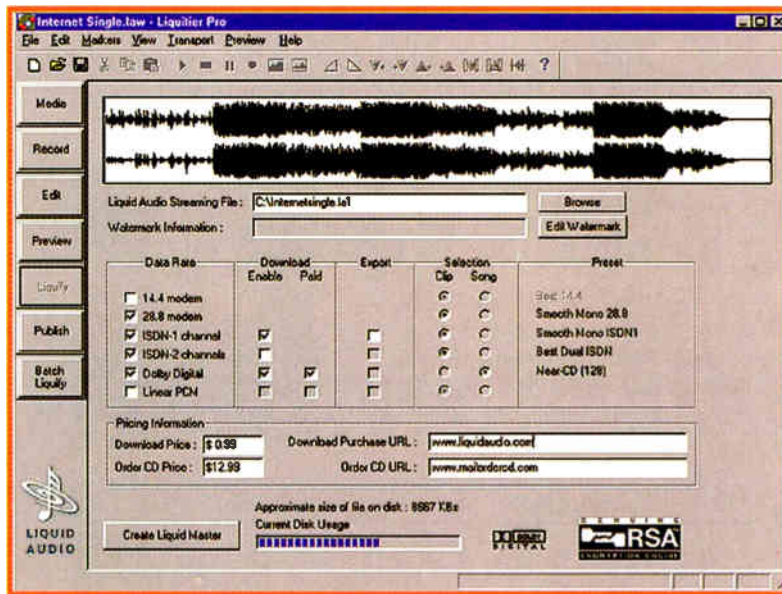 Internet Single.law - Liquifier Pro
File Edit Markers View Transport Preview Help
Media
Record
Edit
Preview
Liquify
Publish
Batch Liquify
Liquid Audio Streaming File : C:\Internetsingle.la1 Browse
Watermark Information : Edit Watermark
Data Rate Download Export Selection Preset
Enable Paid Clip Song
14.4 modem Best 14.4
28.8 modem Smooth Mono 28.8
ISDN-1 channel Smooth Mono ISDN1
ISDN-2 channels Best Dual ISDN
Dolby Digital Near-CD (128)
Linear PCM
Pricing Information
Download Price : $ 0.99 Download Purchase URL : www.liquidaudio.com
Order CD Price : $12.99 Order CD URL : www.mailordercd.com
Approximate size of file on disk : 8667 KBs
Current Disk Usage
Create Liquid Master
LIQUID
AUDIO
DOLBY
DIGITAL
GENUINE
RSA
ENCRYPTION ENGINE